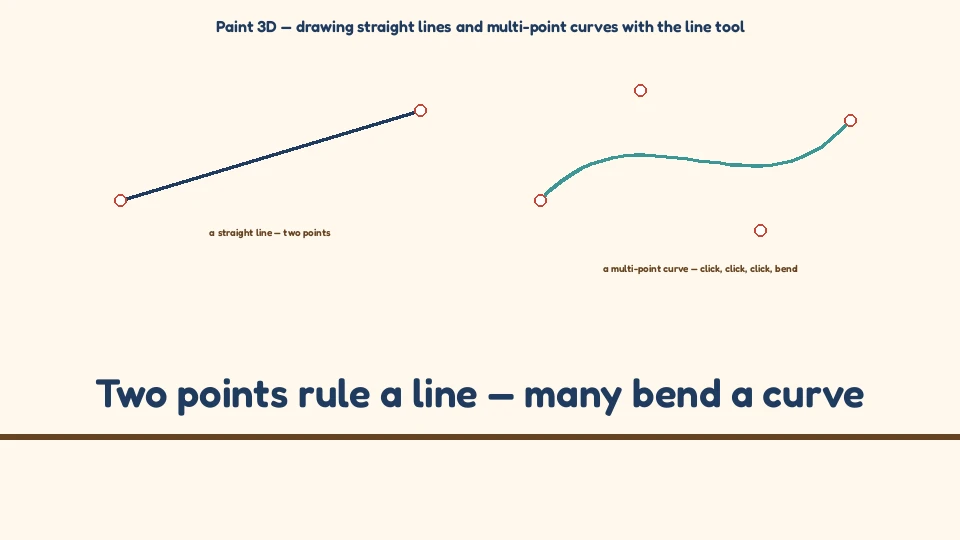 Paint 3D — drawing straight lines and multi-point curves with the line tool
a straight line — two points
a multi-point curve — click, click, click, bend
Two points rule a line — many bend a curve